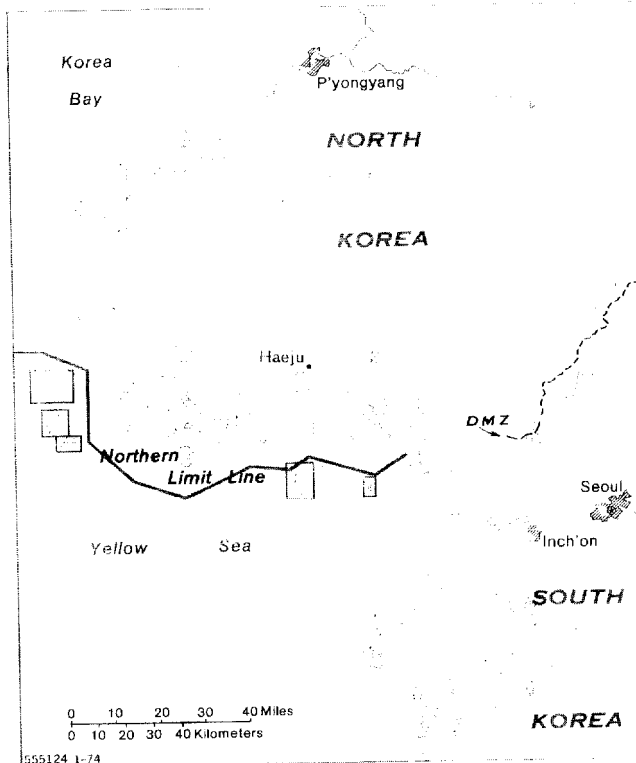 Korea
Bay
P'yongyang
NORTH
KOREA
Haeju
DMZ
Northern
Limit Line
Seoul
Inch'on
Yellow Sea
SOUTH
0 10 20 30 40 Miles
0 10 20 30 40 Kilometers
KOREA
555124 1-74